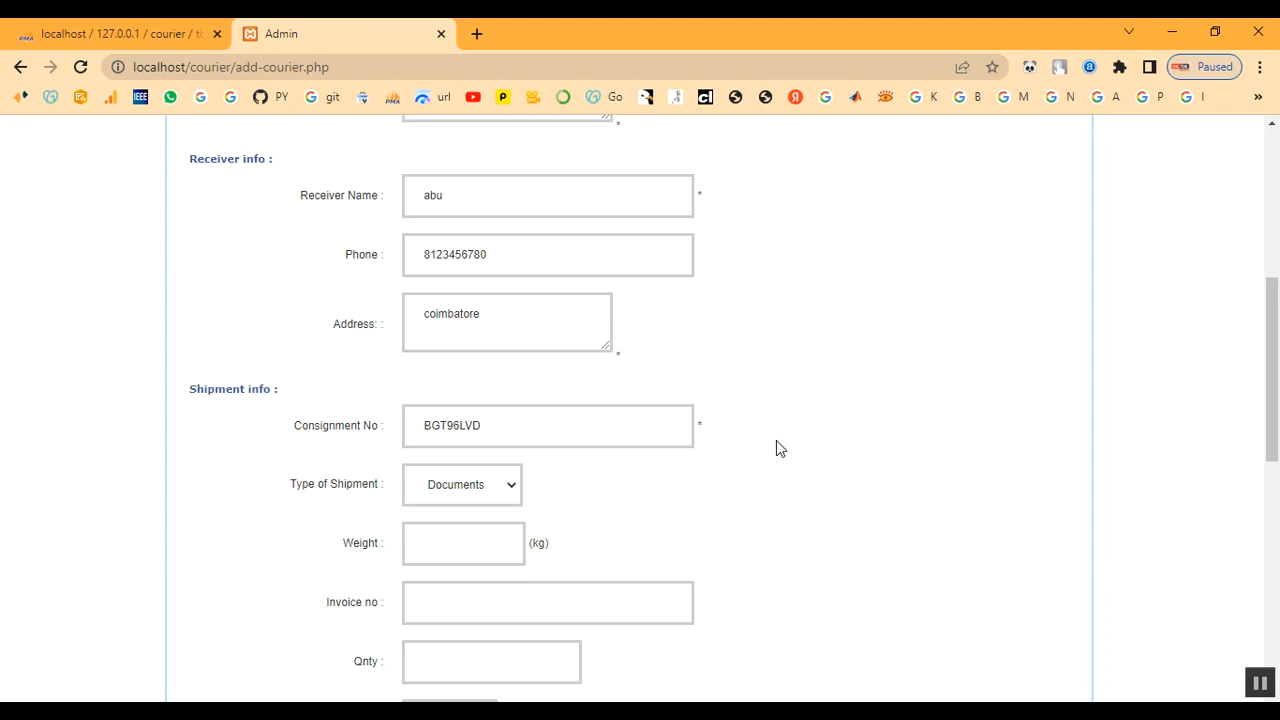 localhost / 127.0.0.1 / courier / tb
Admin
localhost/courier/add-courier.php
Paused
IEEE
PY
git
url
Go
K
B
M
N
A
P
I
*
Receiver info :
Receiver Name : abu *
Phone : 8123456780
Address: : coimbatore
*
Shipment info :
Consignment No : BGT96LVD *
Type of Shipment : Documents
Weight : (kg)
Invoice no :
Qnty :